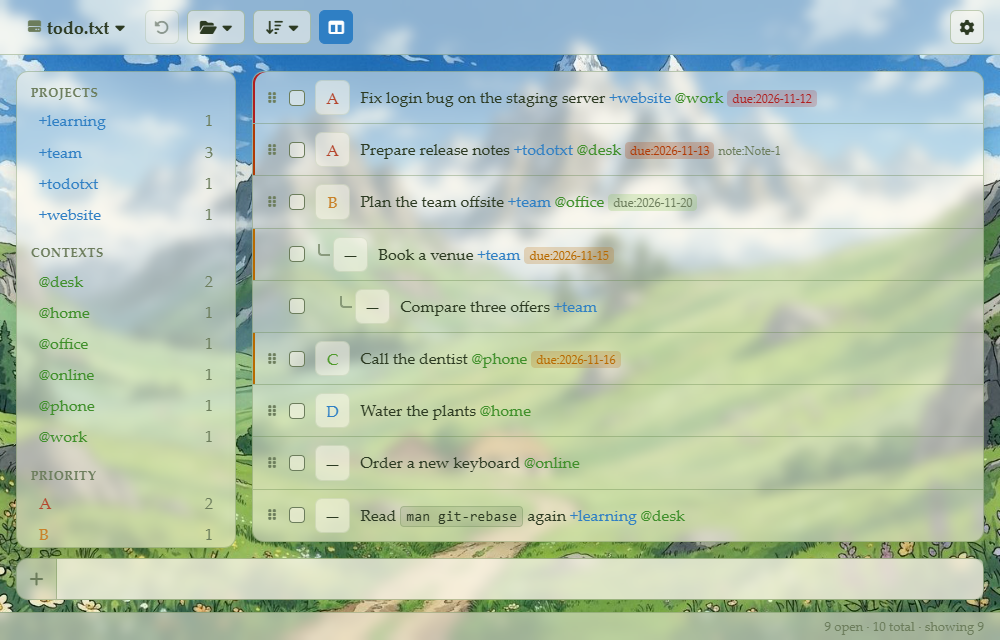 todo.txt
PROJECTS
+learning 1
+team 3
+todotxt 1
+website 1
CONTEXTS
@desk 2
@home 1
@office 1
@online 1
@phone 1
@work 1
PRIORITY
A 2
B 1
A Fix login bug on the staging server +website @work due:2026-11-12
A Prepare release notes +todotxt @desk due:2026-11-13 note:Note-1
B Plan the team offsite +team @office due:2026-11-20
– Book a venue +team due:2026-11-15
– Compare three offers +team
C Call the dentist @phone due:2026-11-16
D Water the plants @home
– Order a new keyboard @online
– Read man git-rebase again +learning @desk
+
9 open · 10 total · showing 9